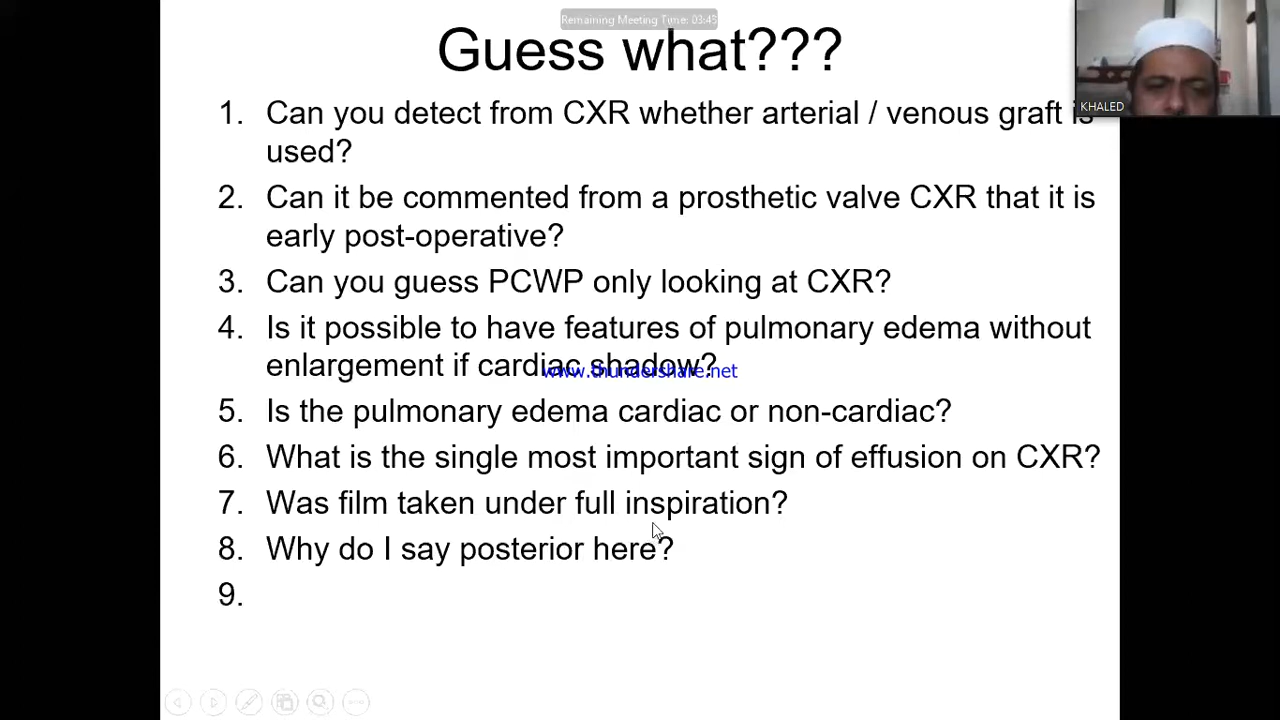 Remaining Meeting Time: 03:45
Guess what???
KHALED
1. Can you detect from CXR whether arterial / venous graft is
used?
2. Can it be commented from a prosthetic valve CXR that it is
early post-operative?
3. Can you guess PCWP only looking at CXR?
4. Is it possible to have features of pulmonary edema without
enlargement if cardiac shadow?
www.thundershare.net
5. Is the pulmonary edema cardiac or non-cardiac?
6. What is the single most important sign of effusion on CXR?
7. Was film taken under full inspiration?
8. Why do I say posterior here?
9.